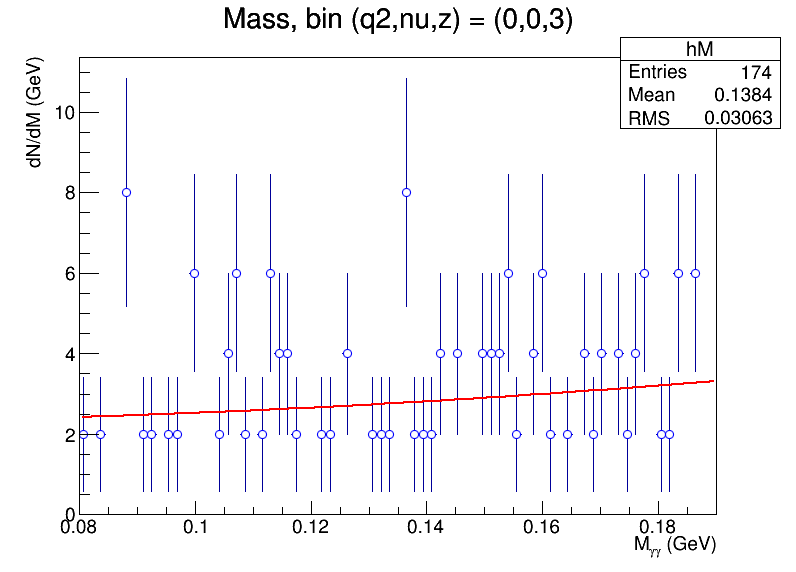 Mass, bin (q2,nu,z) = (0,0,3)
hM
Entries 174
Mean 0.1384
RMS 0.03063
dN/dM (GeV)
10
8
6
4
2
0
0.08 0.1 0.12 0.14 0.16 0.18
Mγγ (GeV)